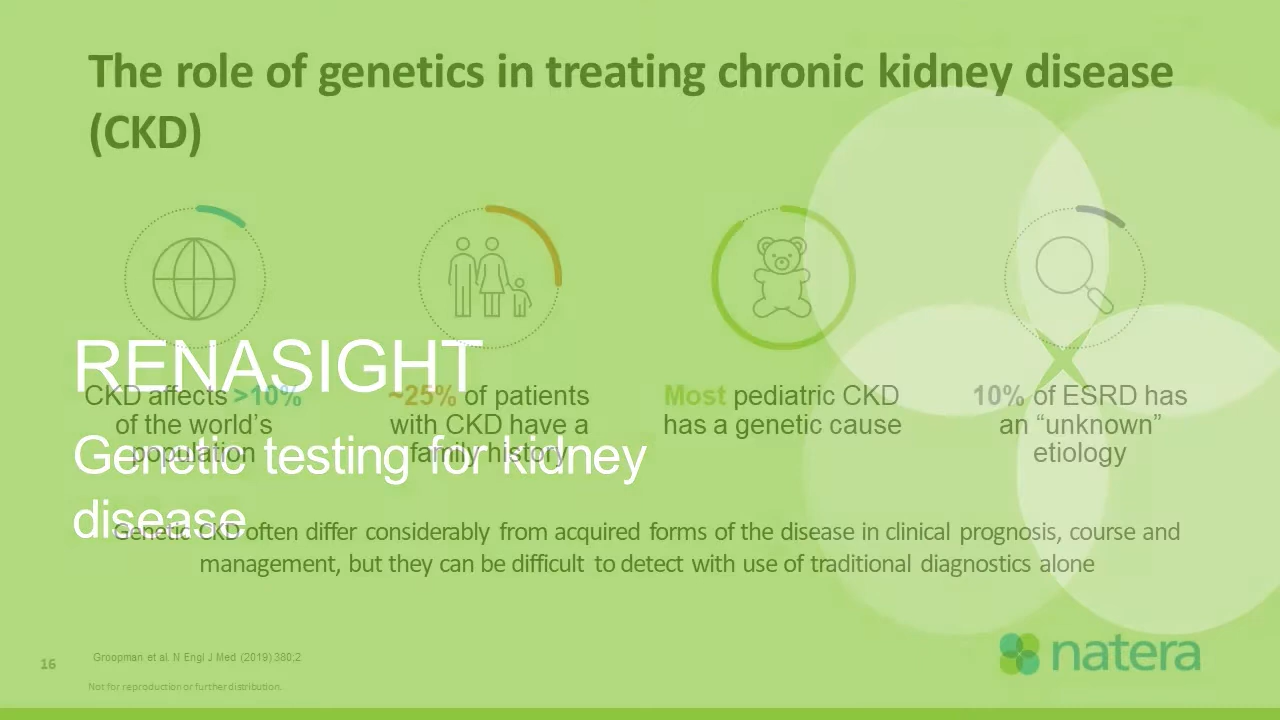 The role of genetics in treating chronic kidney disease
(CKD)
RENASIGHT
Genetic testing for kidney
disease
CKD affects >10%
of the world's
population
~25% of patients
with CKD have a
family history
Most pediatric CKD
has a genetic cause
10% of ESRD has
an “unknown”
etiology
Genetic CKD often differ considerably from acquired forms of the disease in clinical prognosis, course and
management, but they can be difficult to detect with use of traditional diagnostics alone
16
Groopman et al. N Engl J Med (2019) 380;2
Not for reproduction or further distribution.
natera